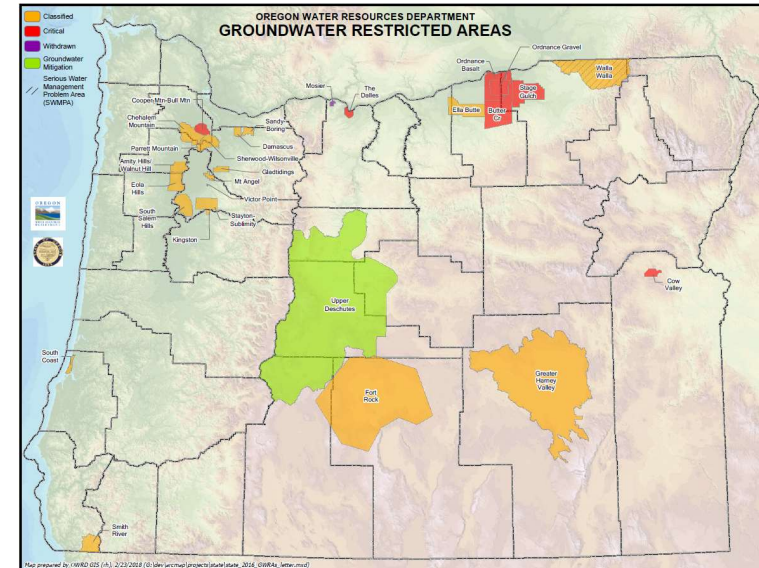 OREGON WATER RESOURCES DEPARTMENT
GROUNDWATER RESTRICTED AREAS
Classified
Critical
Withdrawn
Groundwater
Mitigation
Serious Water
Management
Problem Area
(SWMPA)
Ordnance Gravel
Ordnance
Basalt
Walla
Walla
Stage
Gulch
Ella Butte
Butter
Cr
Mosier
The
Dalles
Cooper Mtn-Bull Mtn
Chehalem
Mountain
Sandy-
Boring
Parrett Mountain
Damascus
Sherwood-Wilsonville
Amity Hills/
Walnut Hill
Gladtidings
Mt Angel
Eola
Hills
Victor Point
South
Salem
Hills
Stayton-
Sublimity
Kingston
OREGON
Cow
Valley
Upper
Deschutes
South
Coast
Greater
Harney
Valley
Fort
Rock
Smith
River